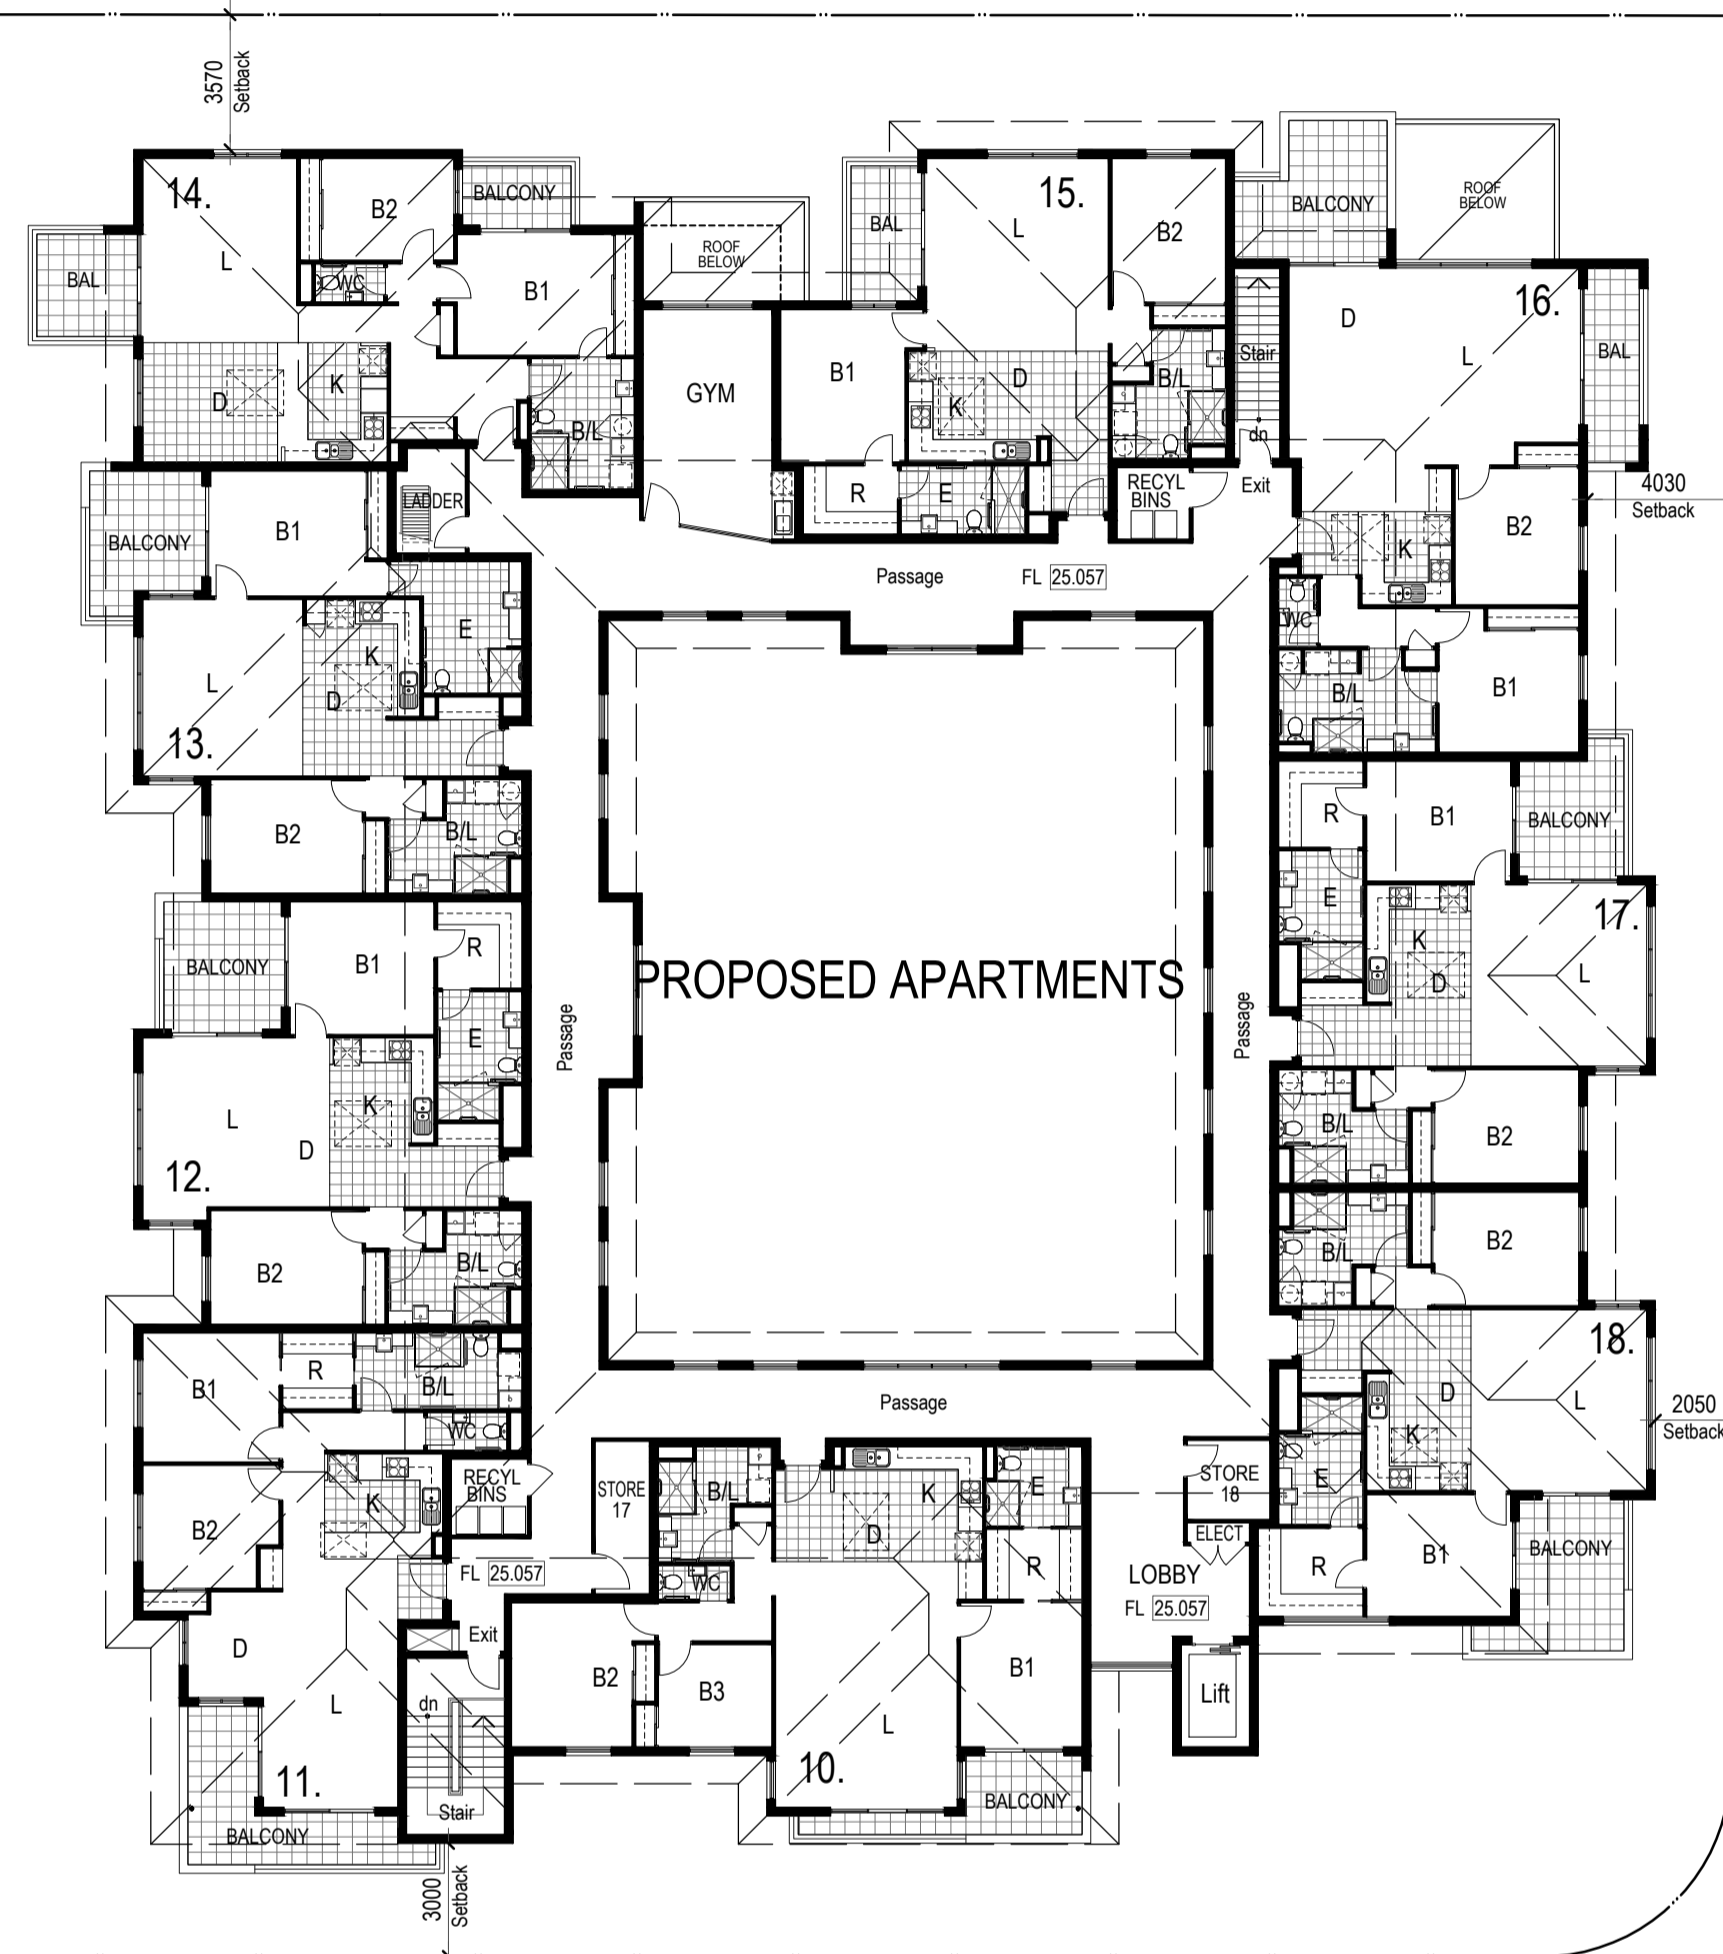 3570
Setback
14.
B2
BALCONY
BAL
L
WC
B1
ROOF
BELOW
D
K
B/L
LADDER
GYM
15.
BAL
L
B2
B1
D
K
B/L
R
E
RECYL
BINS
BALCONY
ROOF
BELOW
16.
D
L
BAL
Stair
dn
Exit
4030
Setback
B2
K
WC
B/L
B1
Passage
FL 25.057
BALCONY
B1
E
K
L
D
13.
B2
B/L
PROPOSED APARTMENTS
Passage
Passage
R
B1
BALCONY
E
17.
K
D
L
B/L
B2
BALCONY
B1
R
E
K
L
D
12.
B2
B/L
B/L
B2
18.
D
L
K
E
2050
Setback
R
B1
BALCONY
B1
R
B/L
WC
K
B2
RECYL
BINS
FL 25.057
D
L
11.
BALCONY
Exit
dn
Stair
3000
Setback
Passage
STORE
17
B/L
WC
K
D
E
R
B2
B3
L
B1
10.
BALCONY
STORE
18
ELECT
LOBBY
FL 25.057
Lift